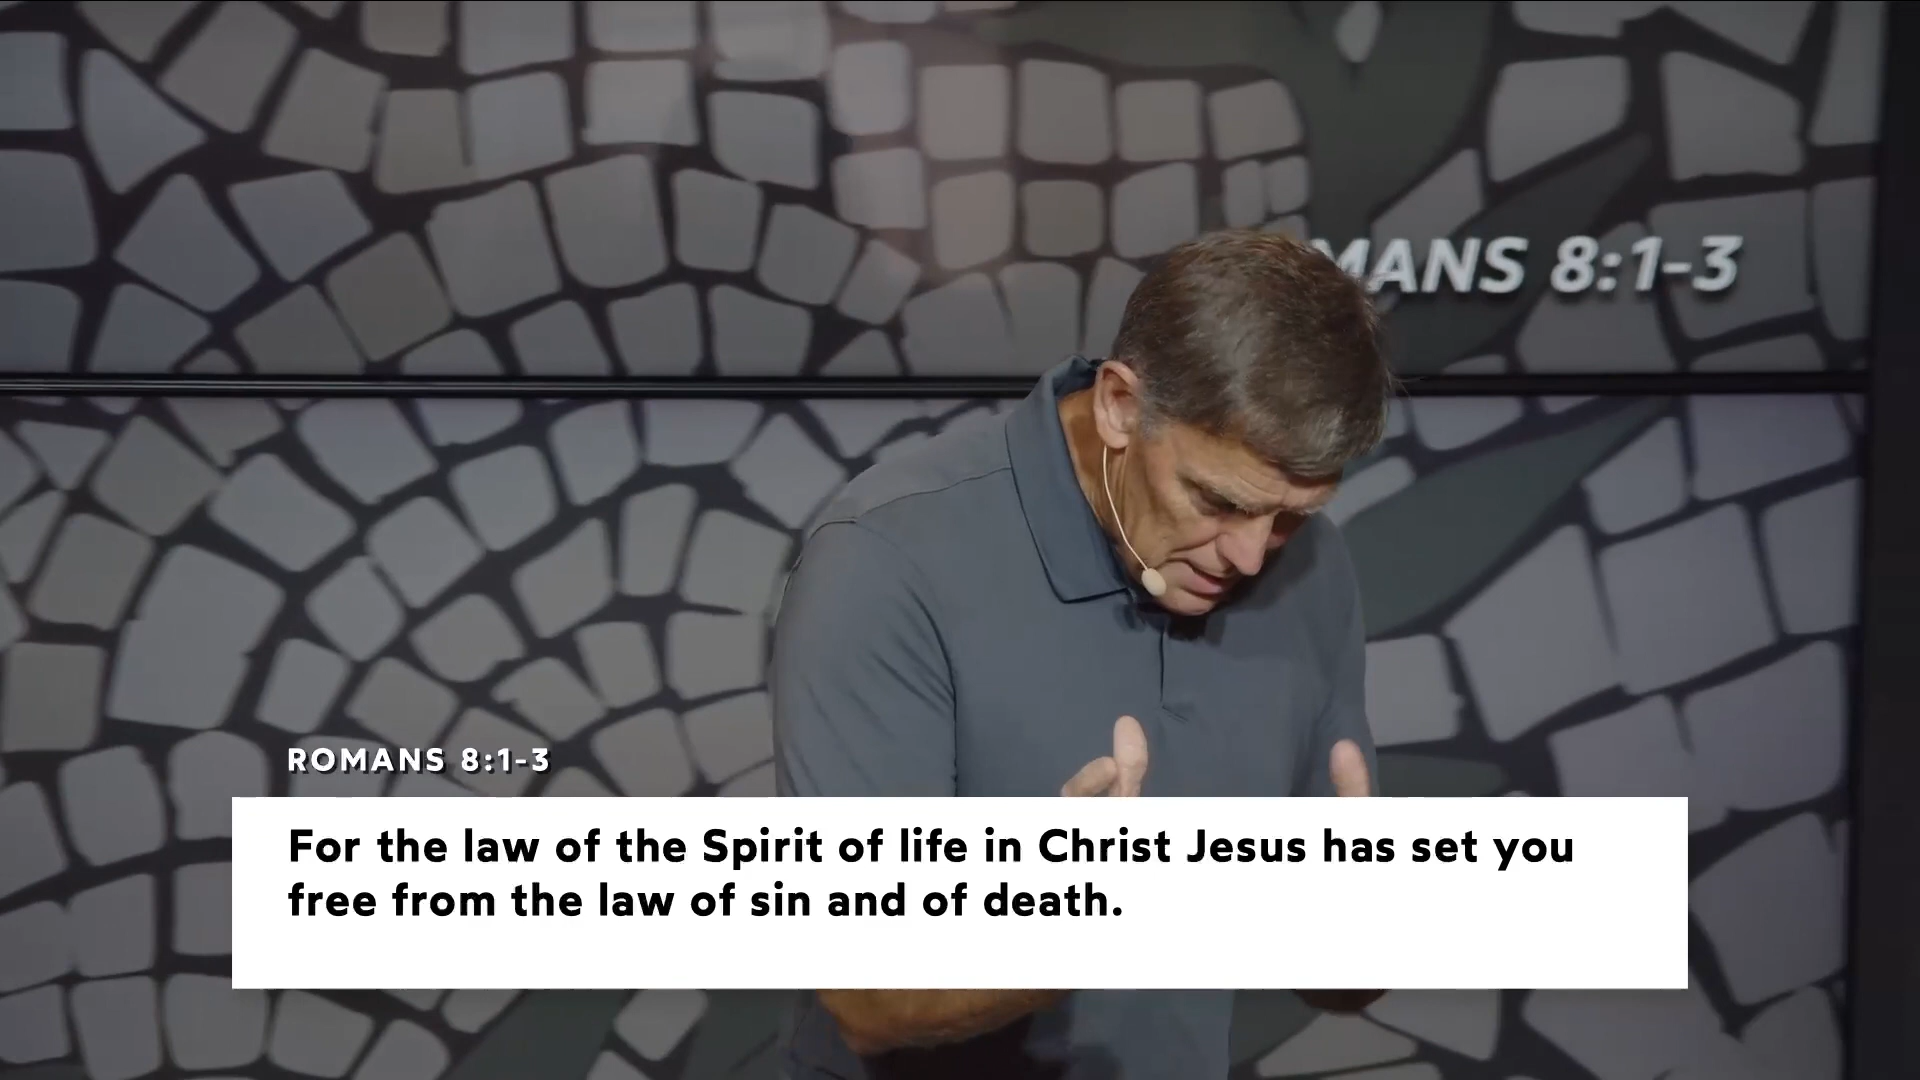 MANS 8:1-3
ROMANS 8:1-3
For the law of the Spirit of life in Christ Jesus has set you
free from the law of sin and of death.